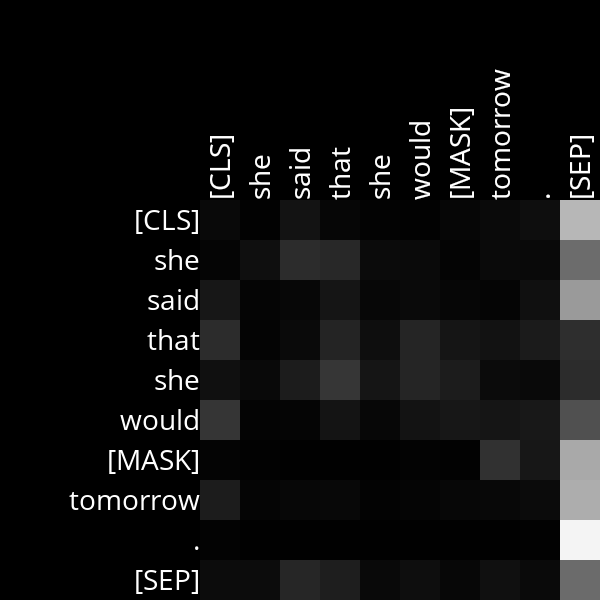 [CLS] she said that she would [MASK] tomorrow . [SEP]
[CLS]
she
said
that
she
would
[MASK]
tomorrow
.
[SEP]